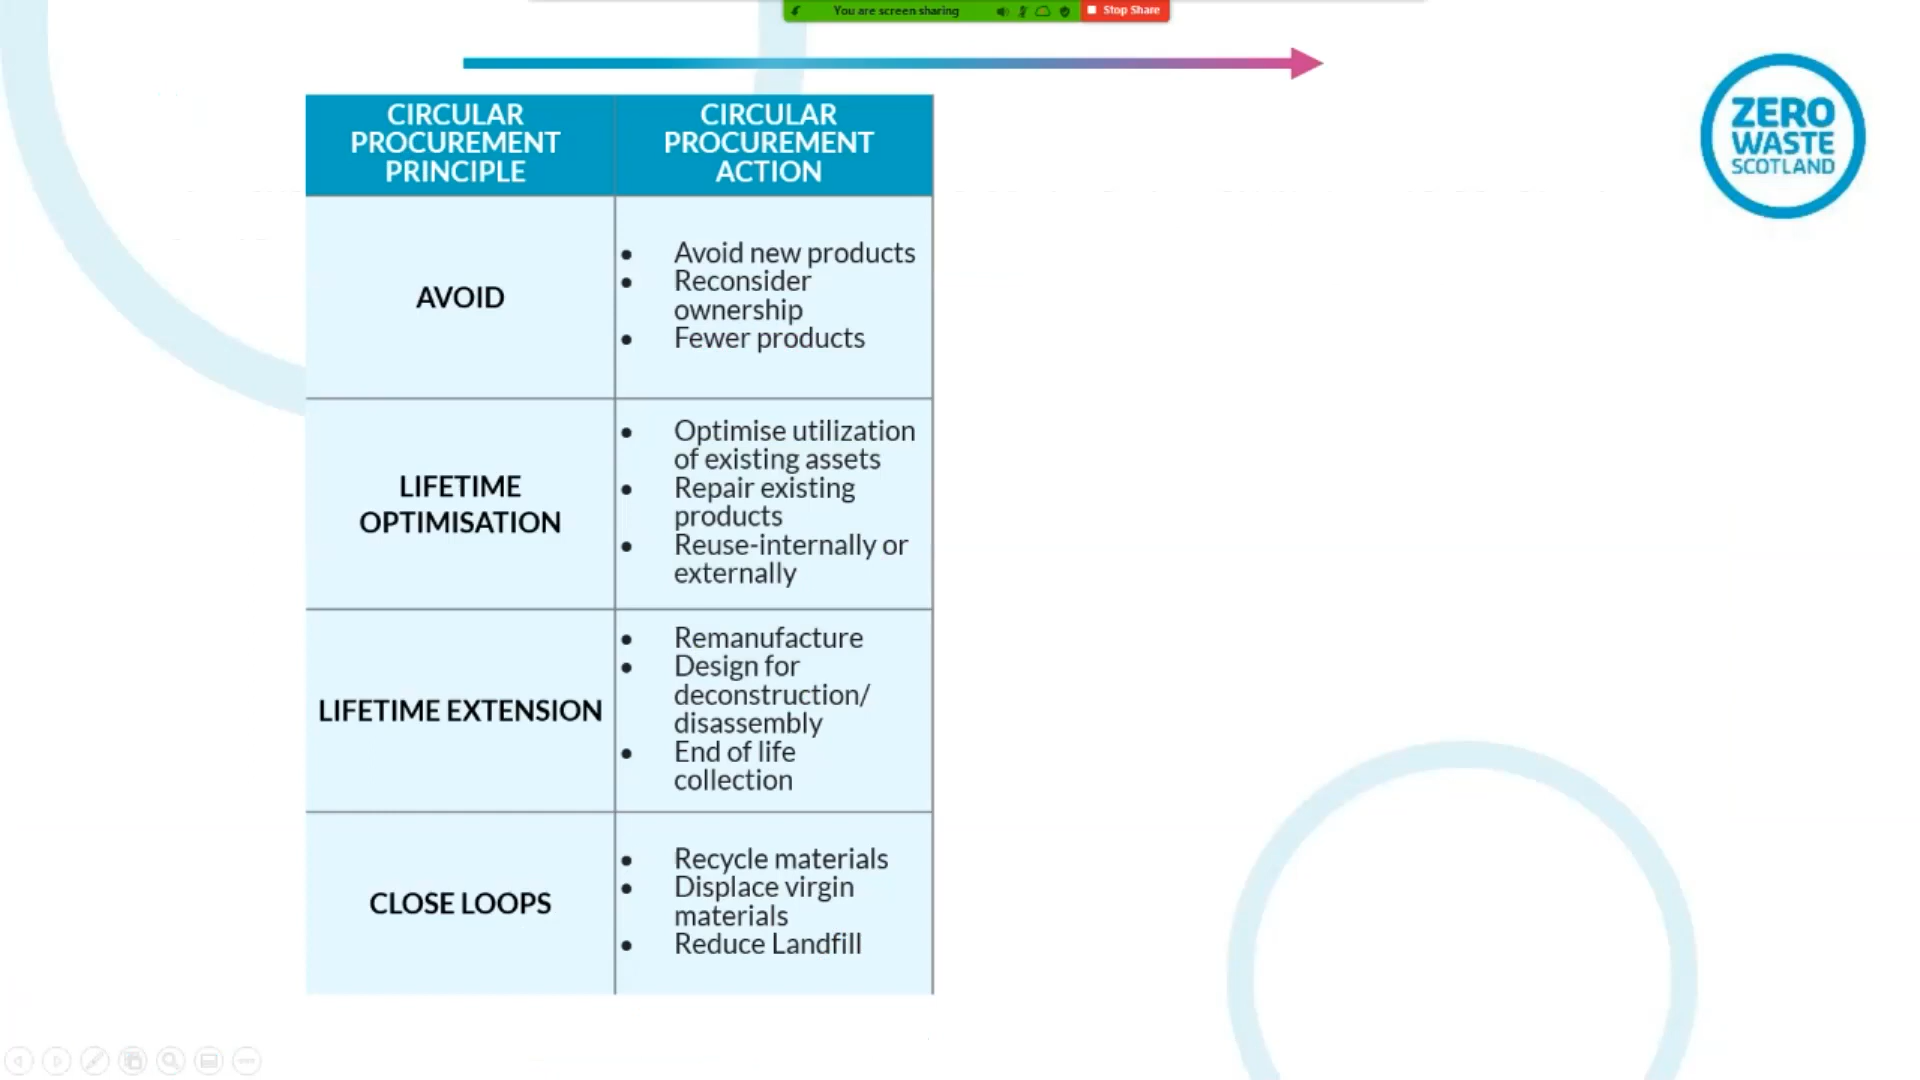 You are screen sharing
Stop Share
ZERO
WASTE
SCOTLAND
CIRCULAR
PROCUREMENT
PRINCIPLE
CIRCULAR
PROCUREMENT
ACTION
AVOID
• Avoid new products
• Reconsider
ownership
• Fewer products
LIFETIME
OPTIMISATION
• Optimise utilization
of existing assets
• Repair existing
products
• Reuse-internally or
externally
LIFETIME EXTENSION
• Remanufacture
• Design for
deconstruction/
disassembly
• End of life
collection
CLOSE LOOPS
• Recycle materials
• Displace virgin
materials
• Reduce Landfill